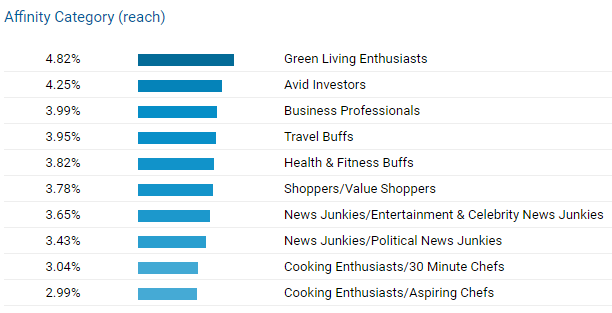 Affinity Category (reach)
4.82% Green Living Enthusiasts
4.25% Avid Investors
3.99% Business Professionals
3.95% Travel Buffs
3.82% Health & Fitness Buffs
3.78% Shoppers/Value Shoppers
3.65% News Junkies/Entertainment & Celebrity News Junkies
3.43% News Junkies/Political News Junkies
3.04% Cooking Enthusiasts/30 Minute Chefs
2.99% Cooking Enthusiasts/Aspiring Chefs